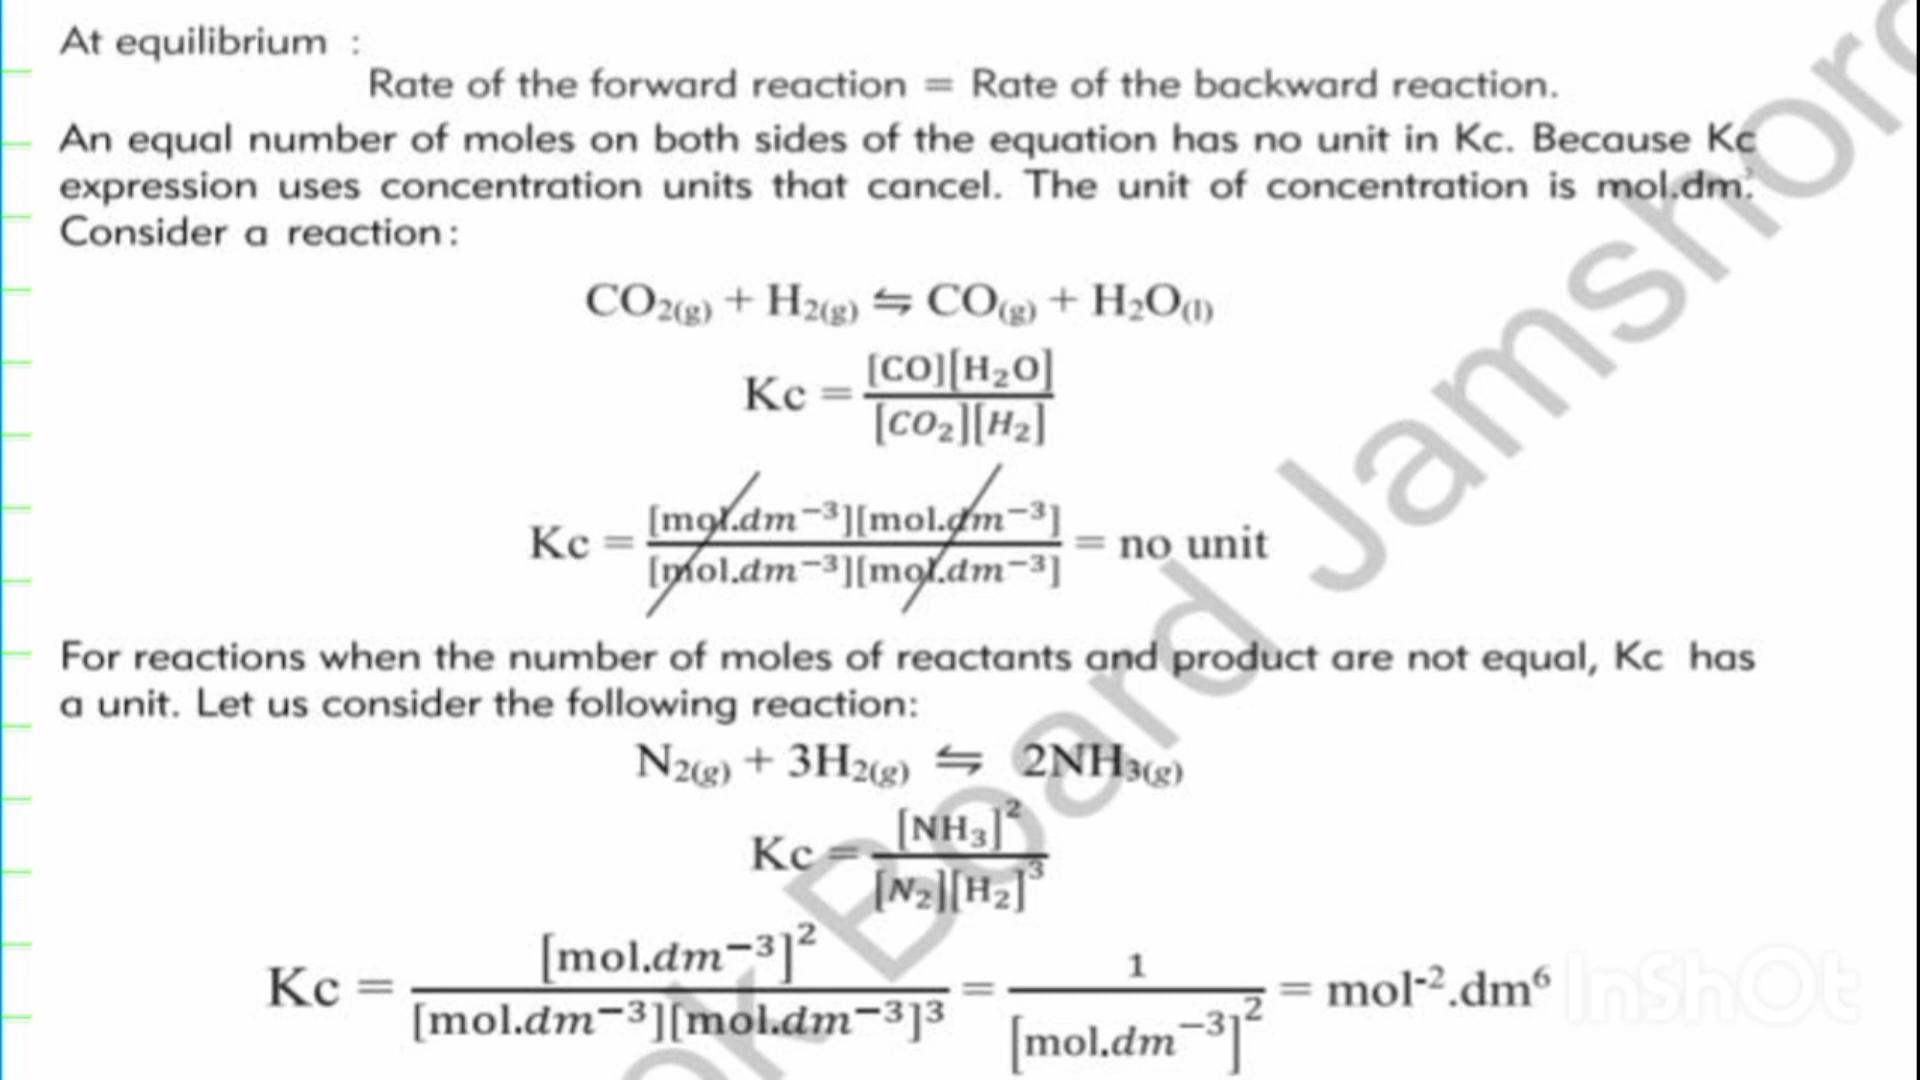 At equilibrium :
Rate of the forward reaction = Rate of the backward reaction.
An equal number of moles on both sides of the equation has no unit in Kc. Because Kc
expression uses concentration units that cancel. The unit of concentration is mol.dm⁻³.
Consider a reaction:
CO₂(g) + H₂(g) ⇋ CO(g) + H₂O(l)
Kc = [CO][H₂O] / [CO₂][H₂]
Kc = [mol.dm⁻³][mol.dm⁻³] / [mol.dm⁻³][mol.dm⁻³] = no unit
For reactions when the number of moles of reactants and product are not equal, Kc has
a unit. Let us consider the following reaction:
N₂(g) + 3H₂(g) ⇋ 2NH₃(g)
Kc = [NH₃]² / [N₂][H₂]³
Kc = [mol.dm⁻³]² / [mol.dm⁻³][mol.dm⁻³]³ = 1 / [mol.dm⁻³]² = mol⁻².dm⁶
Board Jamshoro
InShOt